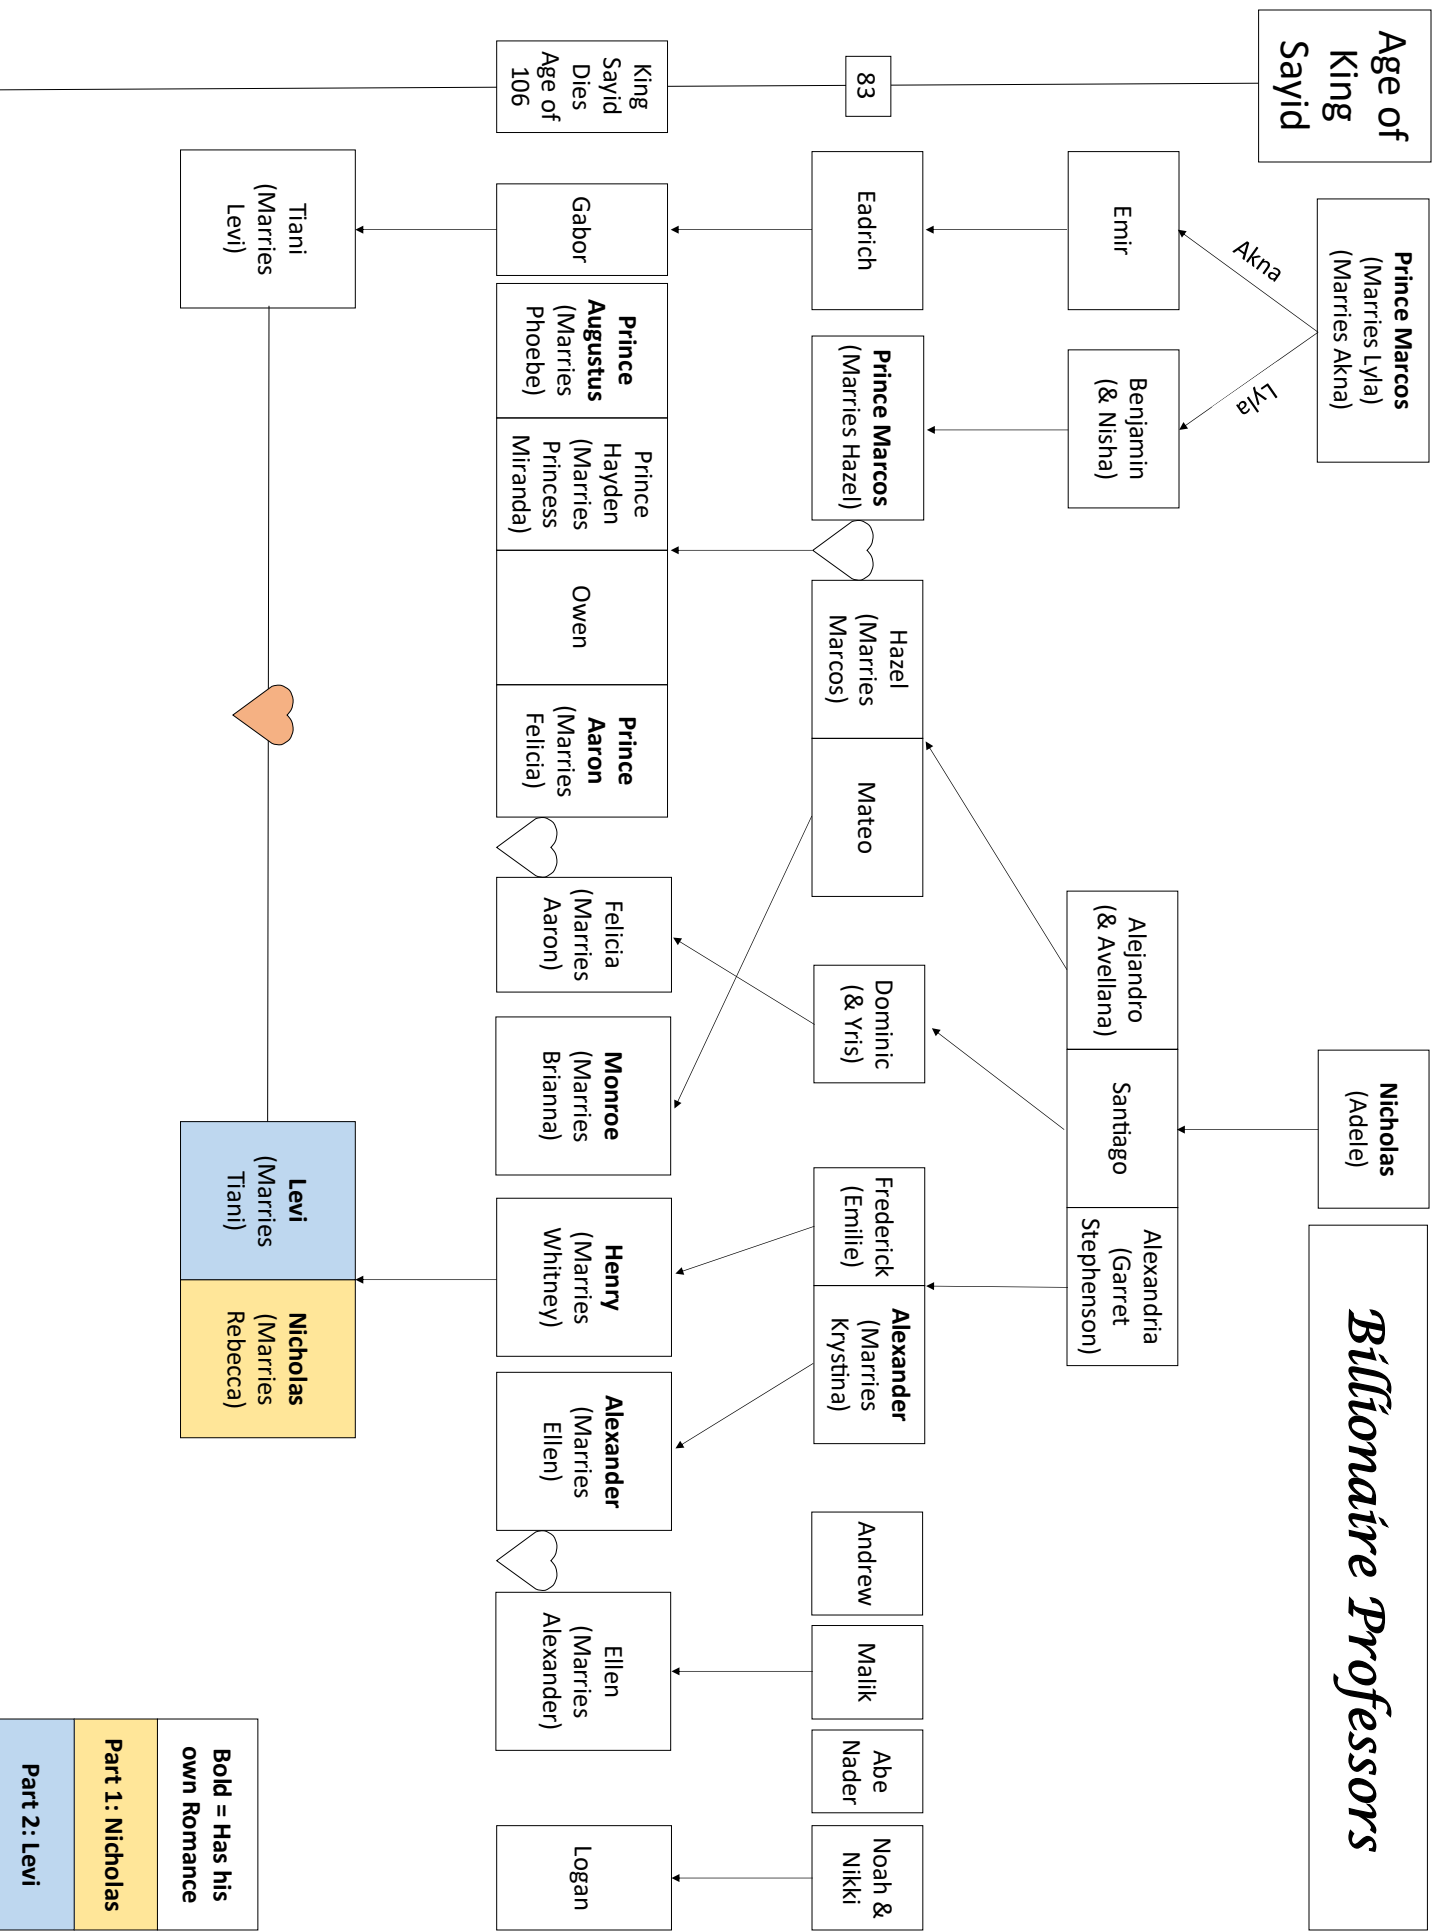 Billionaire Professors
Age of
King
Sayid
Prince Marcos
(Marries Lyla)
(Marries Akna)
Nicholas
(Adele)
Akna
Lyla
Emir
Benjamin
(& Nisha)
Alejandro
(& Avellana)
Santiago
Alexandria
(Garret
Stephenson)
83
Eadrich
Prince Marcos
(Marries Hazel)
Hazel
(Marries
Marcos)
Mateo
Dominic
(& Yris)
Frederick
(Emilie)
Alexander
(Marries
Krystina)
Andrew
Malik
Abe
Nader
Noah &
Nikki
King
Sayid
Dies
Age of
106
Gabor
Prince
Augustus
(Marries
Phoebe)
Prince
Hayden
(Marries
Princess
Miranda)
Owen
Prince
Aaron
(Marries
Felicia)
Felicia
(Marries
Aaron)
Monroe
(Marries
Brianna)
Henry
(Marries
Whitney)
Alexander
(Marries
Ellen)
Ellen
(Marries
Alexander)
Logan
Tiani
(Marries
Levi)
Levi
(Marries
Tiani)
Nicholas
(Marries
Rebecca)
Bold = Has his
own Romance
Part 1: Nicholas
Part 2: Levi